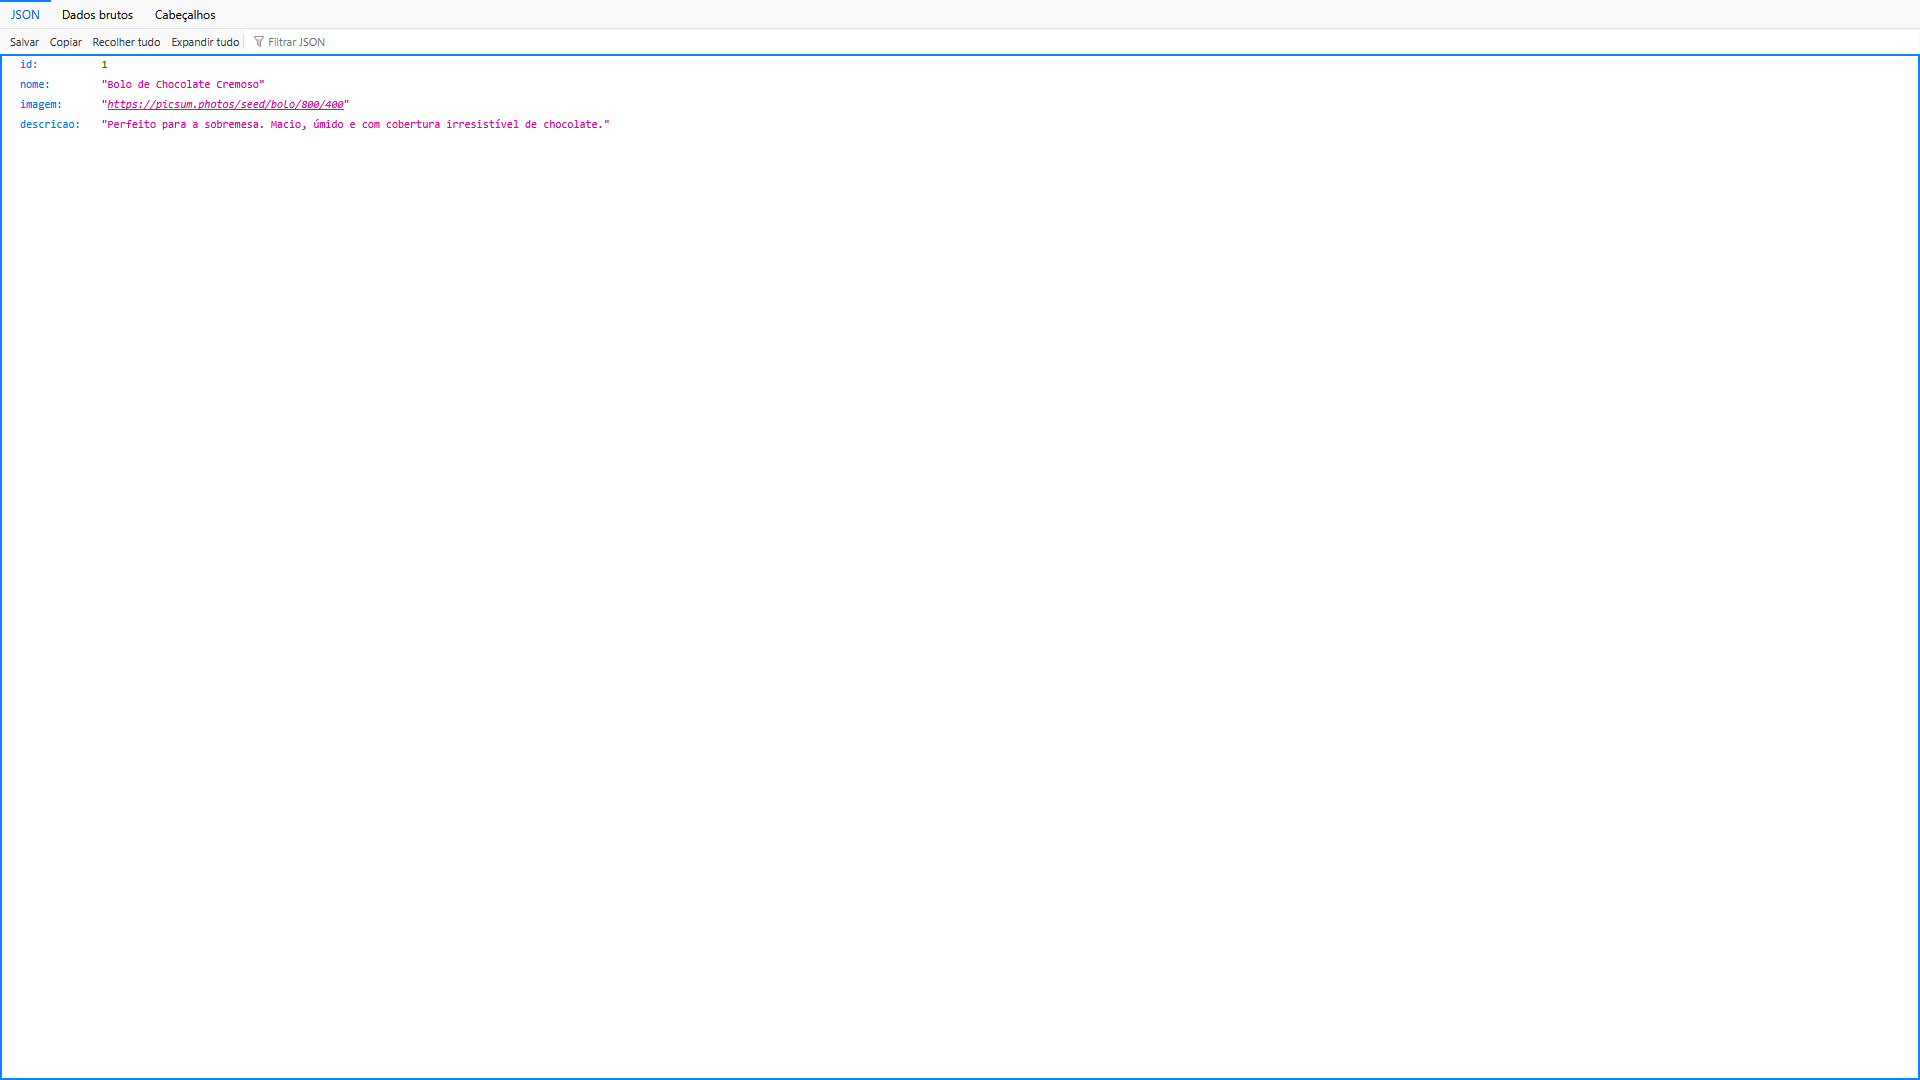 JSON Dados brutos Cabeçalhos
Salvar Copiar Recolher tudo Expandir tudo Filtrar JSON
id: 1
nome: "Bolo de Chocolate Cremoso"
imagem: "https://picsum.photos/seed/bolo/800/400"
descricao: "Perfeito para a sobremesa. Macio, úmido e com cobertura irresistível de chocolate."